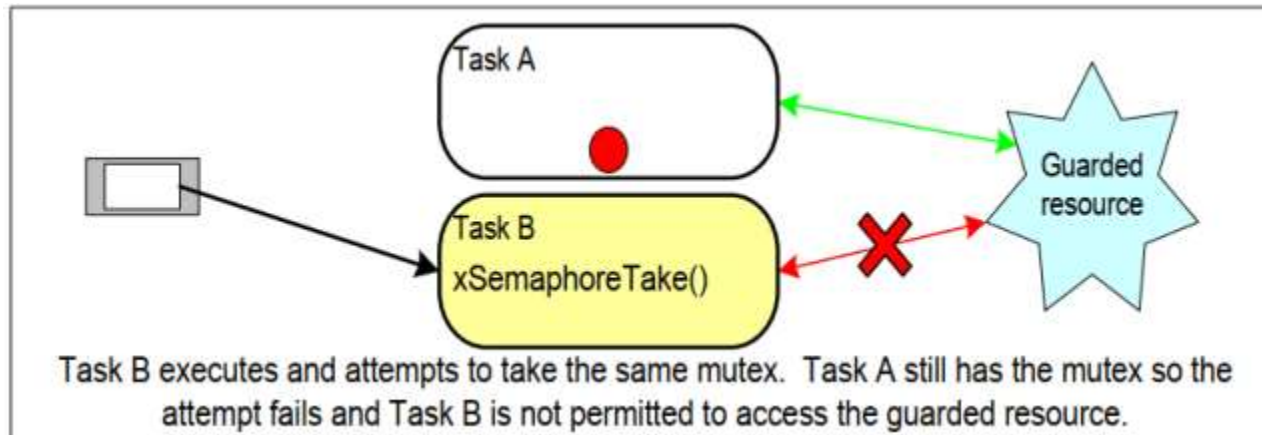 Task A
Guarded
resource
Task B
xSemaphoreTake()
Task B executes and attempts to take the same mutex.  Task A still has the mutex so the
attempt fails and Task B is not permitted to access the guarded resource.